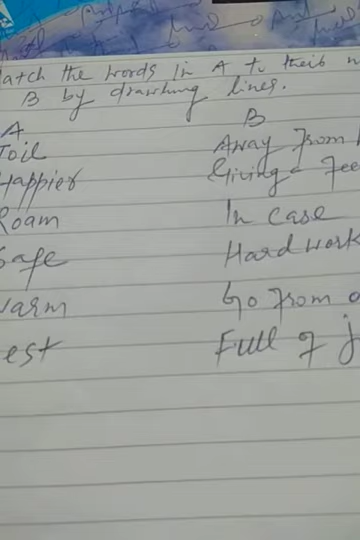 atch the words in A to their
B by drawhung lines.
A B
Toil Away from
Happier Giving a Fee
Roam In case
Safe Hard work
warm Go from o
est Full of j